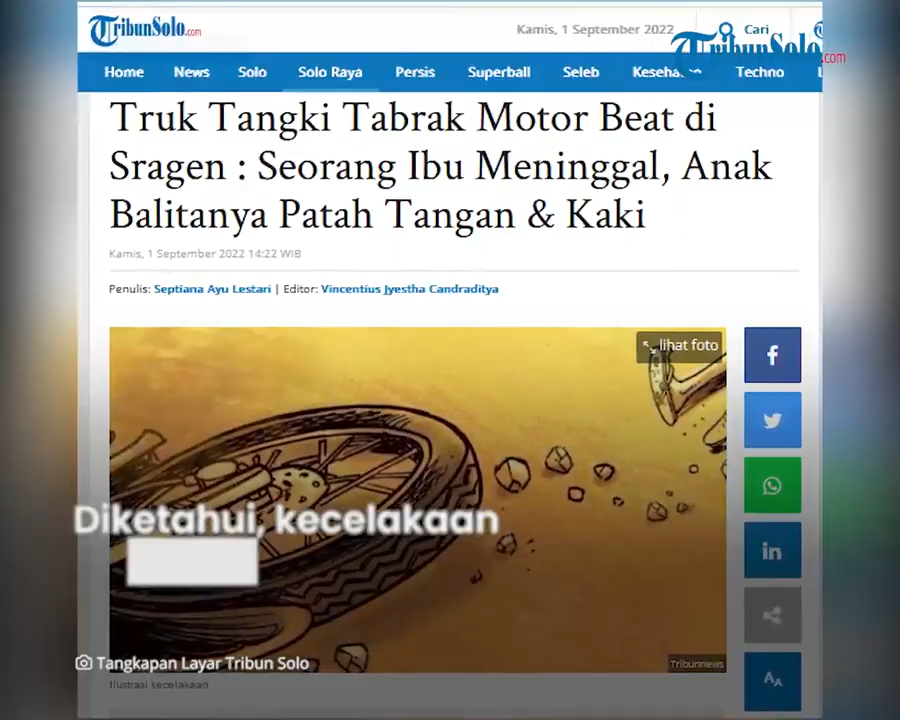 TribunSolo.com
Kamis, 1 September 2022
Cari
TribunSolo.com
Home News Solo Solo Raya Persis Superball Seleb Techno
Truk Tangki Tabrak Motor Beat di
Sragen : Seorang Ibu Meninggal, Anak
Balitanya Patah Tangan & Kaki
Kamis, 1 September 2022 14:22 WIB
Penulis: Septiana Ayu Lestari | Editor: Vincentius Jyestha Candraditya
lihat foto
Diketahui, kecelakaan
Tangkapan Layar Tribun Solo
Tribunnews
Ilustrasi kecelakaan
AA